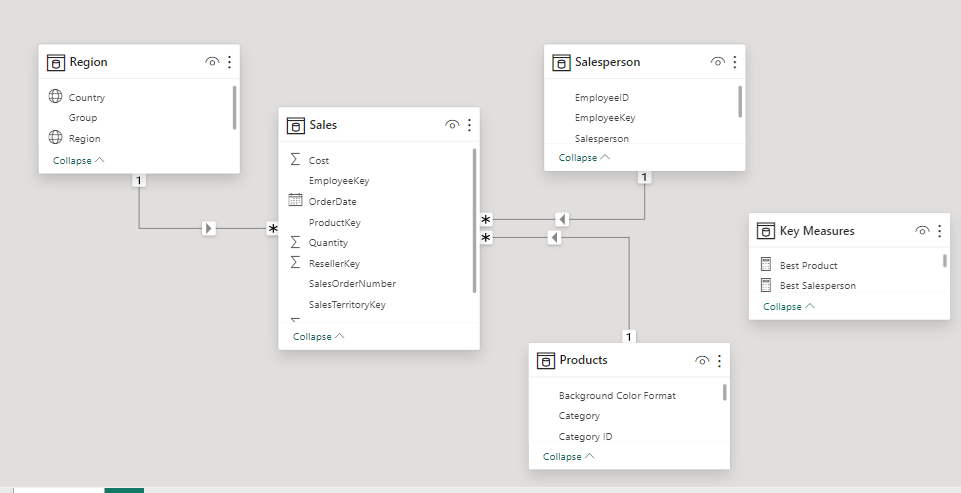 Region
Country
Group
Region
Collapse
1
Sales
Cost
EmployeeKey
OrderDate
ProductKey
Quantity
ResellerKey
SalesOrderNumber
SalesTerritoryKey
Collapse
*
*
*
Salesperson
EmployeeID
EmployeeKey
Salesperson
Collapse
1
Key Measures
Best Product
Best Salesperson
Collapse
1
Products
Background Color Format
Category
Category ID
Collapse